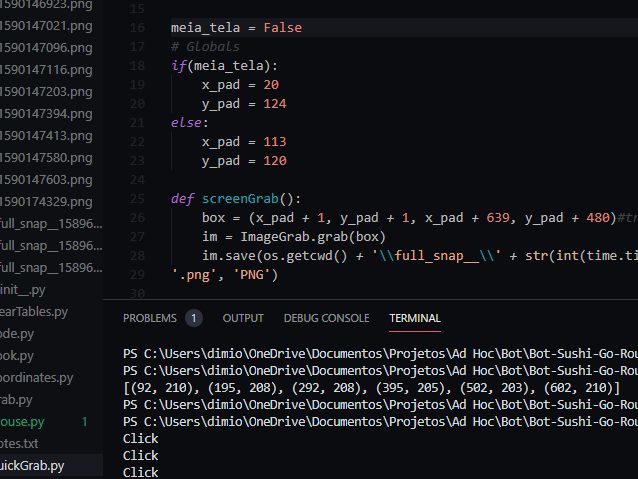 1590146923.png
1590147021.png
1590147096.png
1590147116.png
1590147203.png
1590147394.png
1590147413.png
1590147580.png
1590147603.png
1590174329.png
full_snap__15896...
full_snap__15896...
full_snap__15896...
init__.py
earTables.py
ode.py
ook.py
oordinates.py
rab.py
ouse.py 1
otes.txt
uickGrab.py
15
16 meia_tela = False
17 # Globals
18 if(meia_tela):
19 x_pad = 20
20 y_pad = 124
21 else:
22 x_pad = 113
23 y_pad = 120
24
25 def screenGrab():
26 box = (x_pad + 1, y_pad + 1, x_pad + 639, y_pad + 480)#tr
27 im = ImageGrab.grab(box)
28 im.save(os.getcwd() + '\\full_snap__\\' + str(int(time.ti
29 '.png', 'PNG')
30
PROBLEMS 1 OUTPUT DEBUG CONSOLE TERMINAL
PS C:\Users\dimio\OneDrive\Documentos\Projetos\Ad Hoc\Bot\Bot-Sushi-Go-Rou
PS C:\Users\dimio\OneDrive\Documentos\Projetos\Ad Hoc\Bot\Bot-Sushi-Go-Rou
[(92, 210), (195, 208), (292, 208), (395, 205), (502, 203), (602, 210)]
PS C:\Users\dimio\OneDrive\Documentos\Projetos\Ad Hoc\Bot\Bot-Sushi-Go-Rou
PS C:\Users\dimio\OneDrive\Documentos\Projetos\Ad Hoc\Bot\Bot-Sushi-Go-Rou
Click
Click
Click